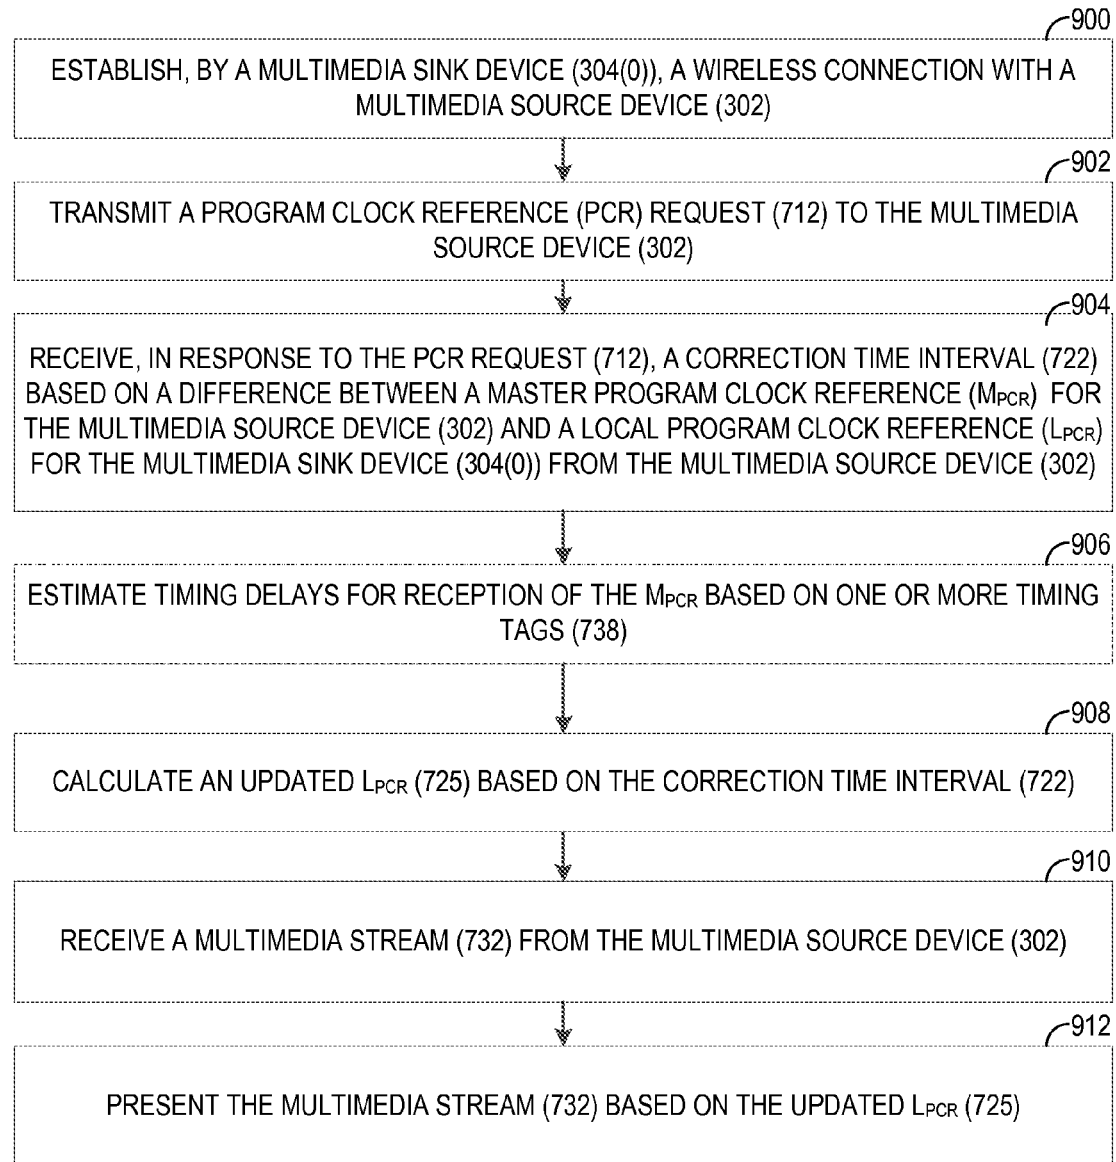 900
ESTABLISH, BY A MULTIMEDIA SINK DEVICE (304(0)), A WIRELESS CONNECTION WITH A
MULTIMEDIA SOURCE DEVICE (302)
902
TRANSMIT A PROGRAM CLOCK REFERENCE (PCR) REQUEST (712) TO THE MULTIMEDIA
SOURCE DEVICE (302)
904
RECEIVE, IN RESPONSE TO THE PCR REQUEST (712), A CORRECTION TIME INTERVAL (722)
BASED ON A DIFFERENCE BETWEEN A MASTER PROGRAM CLOCK REFERENCE (MPCR) FOR
THE MULTIMEDIA SOURCE DEVICE (302) AND A LOCAL PROGRAM CLOCK REFERENCE (LPCR)
FOR THE MULTIMEDIA SINK DEVICE (304(0)) FROM THE MULTIMEDIA SOURCE DEVICE (302)
906
ESTIMATE TIMING DELAYS FOR RECEPTION OF THE MPCR BASED ON ONE OR MORE TIMING
TAGS (738)
908
CALCULATE AN UPDATED LPCR (725) BASED ON THE CORRECTION TIME INTERVAL (722)
910
RECEIVE A MULTIMEDIA STREAM (732) FROM THE MULTIMEDIA SOURCE DEVICE (302)
912
PRESENT THE MULTIMEDIA STREAM (732) BASED ON THE UPDATED LPCR (725)